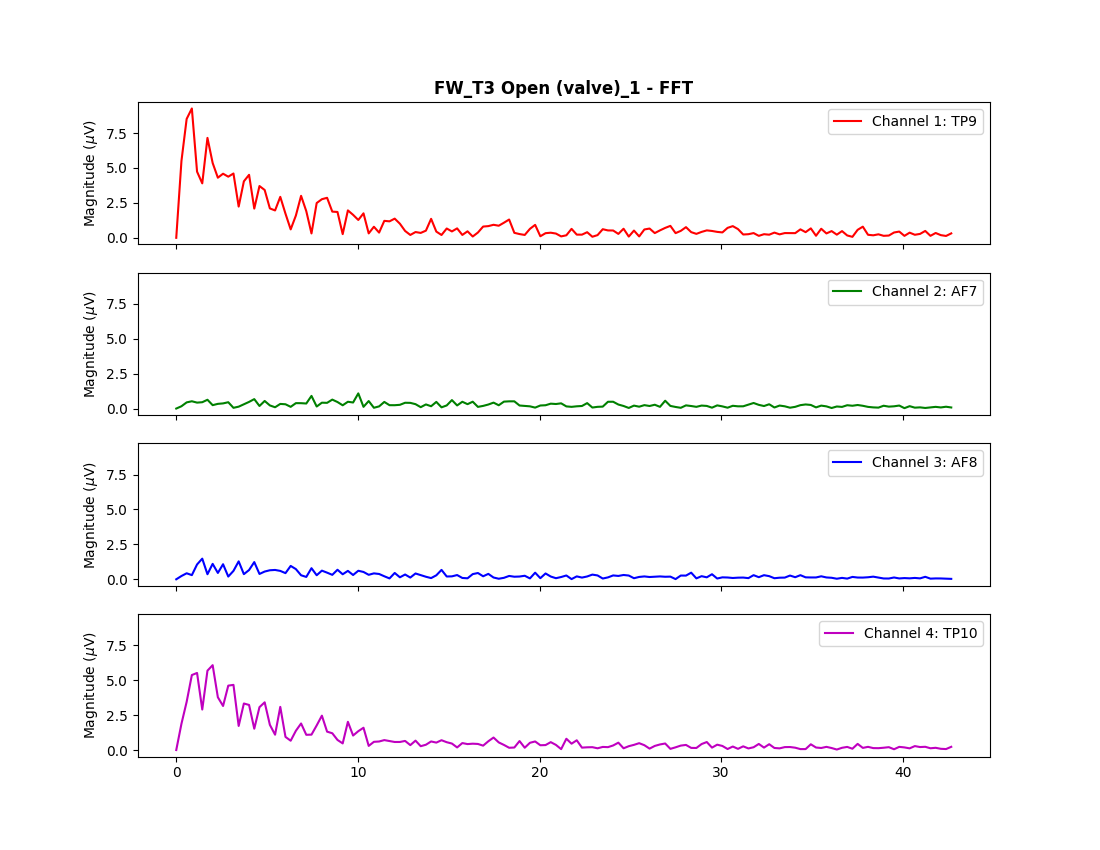 FW_T3 Open (valve)_1 - FFT
Magnitude (μV)
7.5
5.0
2.5
0.0
Channel 1: TP9
Magnitude (μV)
7.5
5.0
2.5
0.0
Channel 2: AF7
Magnitude (μV)
7.5
5.0
2.5
0.0
Channel 3: AF8
Magnitude (μV)
7.5
5.0
2.5
0.0
Channel 4: TP10
0 10 20 30 40